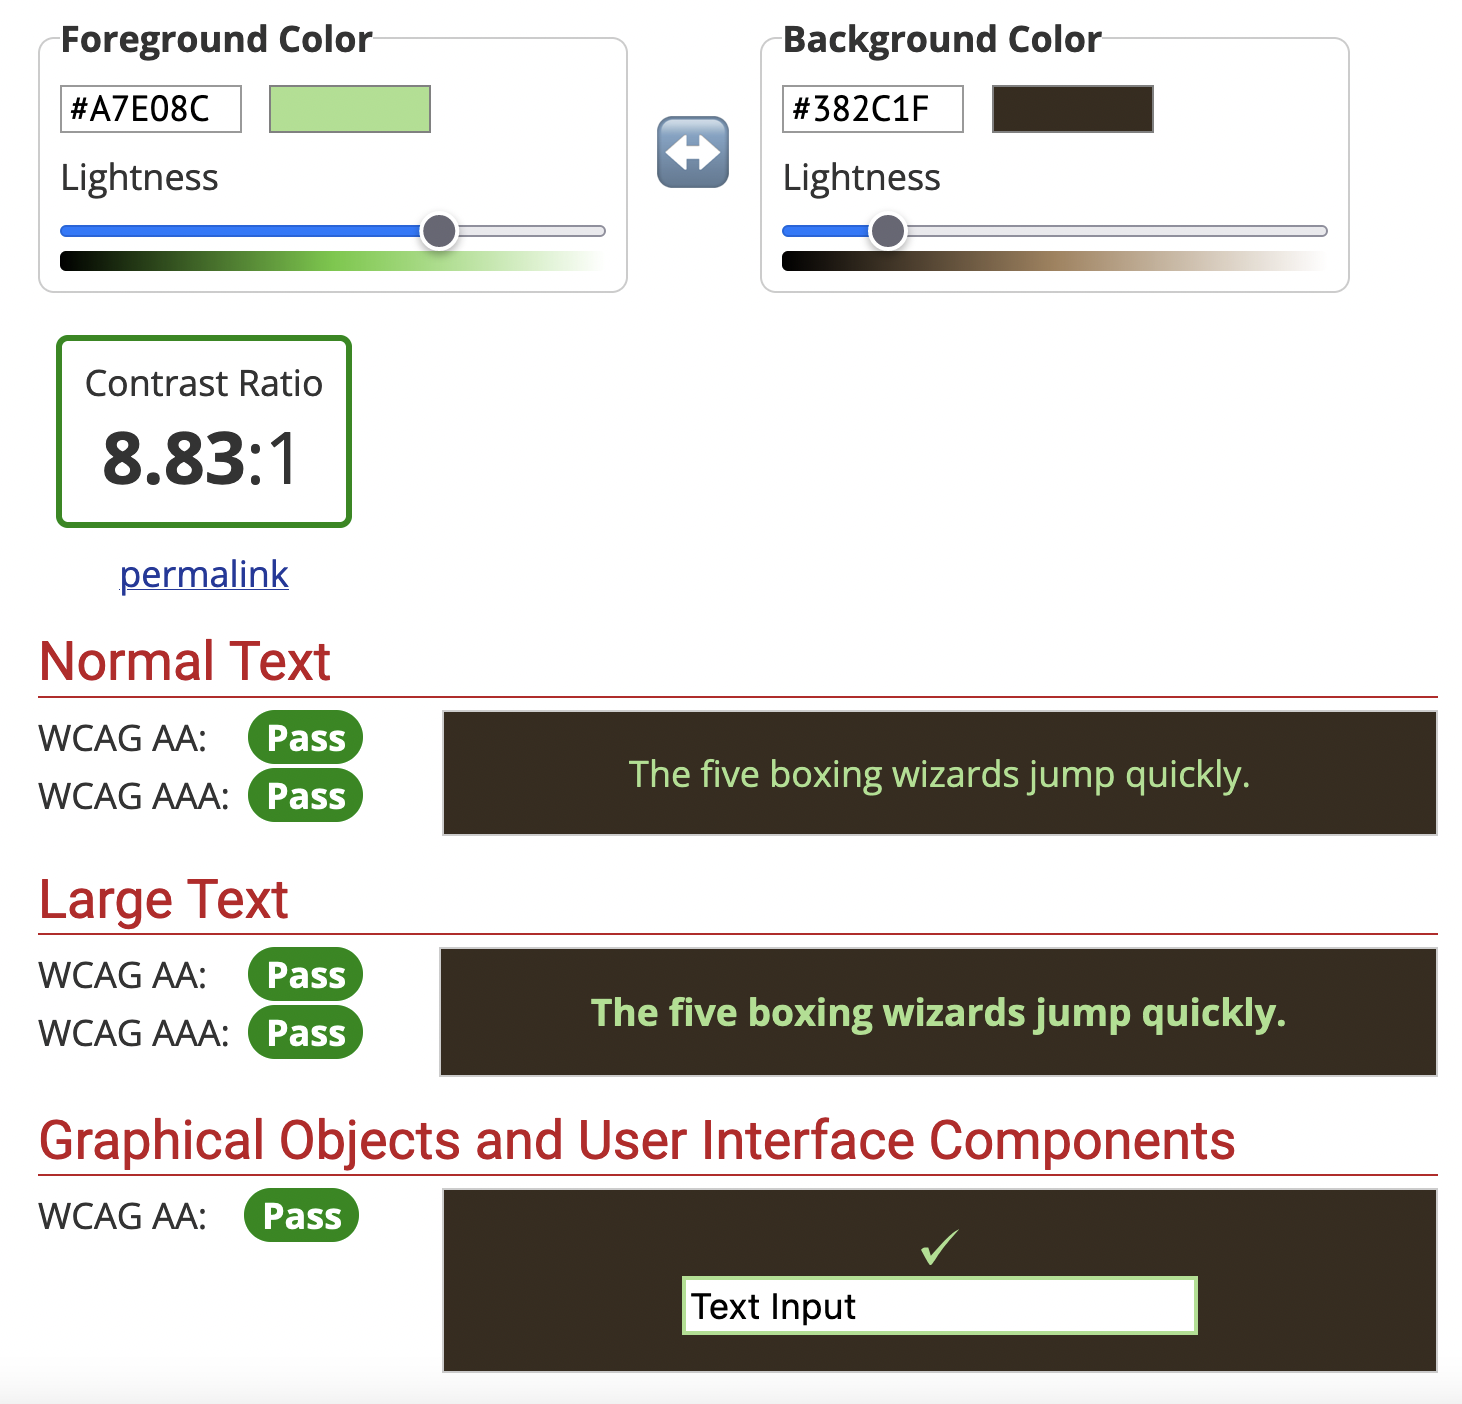 Foreground Color
#A7E08C
Lightness
Background Color
#382C1F
Lightness
Contrast Ratio
8.83:1
permalink
Normal Text
WCAG AA: Pass
WCAG AAA: Pass
The five boxing wizards jump quickly.
Large Text
WCAG AA: Pass
WCAG AAA: Pass
The five boxing wizards jump quickly.
Graphical Objects and User Interface Components
WCAG AA: Pass
✓
Text Input